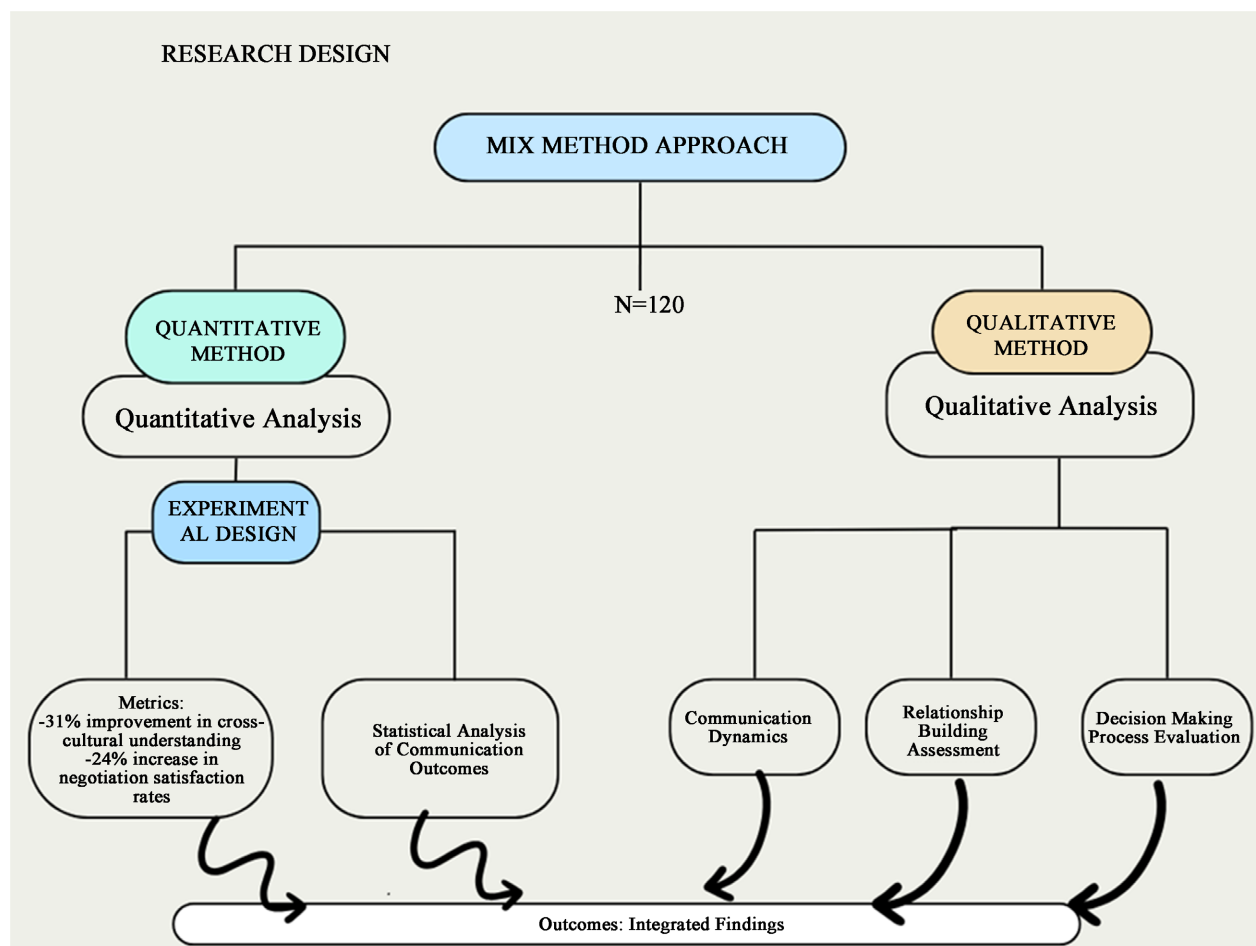 RESEARCH DESIGN
MIX METHOD APPROACH
N=120
QUANTITATIVE
METHOD
Quantitative Analysis
EXPERIMENT
AL DESIGN
Metrics:
-31% improvement in cross-
cultural understanding
-24% increase in
negotiation satisfaction
rates
Statistical Analysis
of Communication
Outcomes
QUALITATIVE
METHOD
Qualitative Analysis
Communication
Dynamics
Relationship
Building
Assessment
Decision Making
Process Evaluation
Outcomes: Integrated Findings